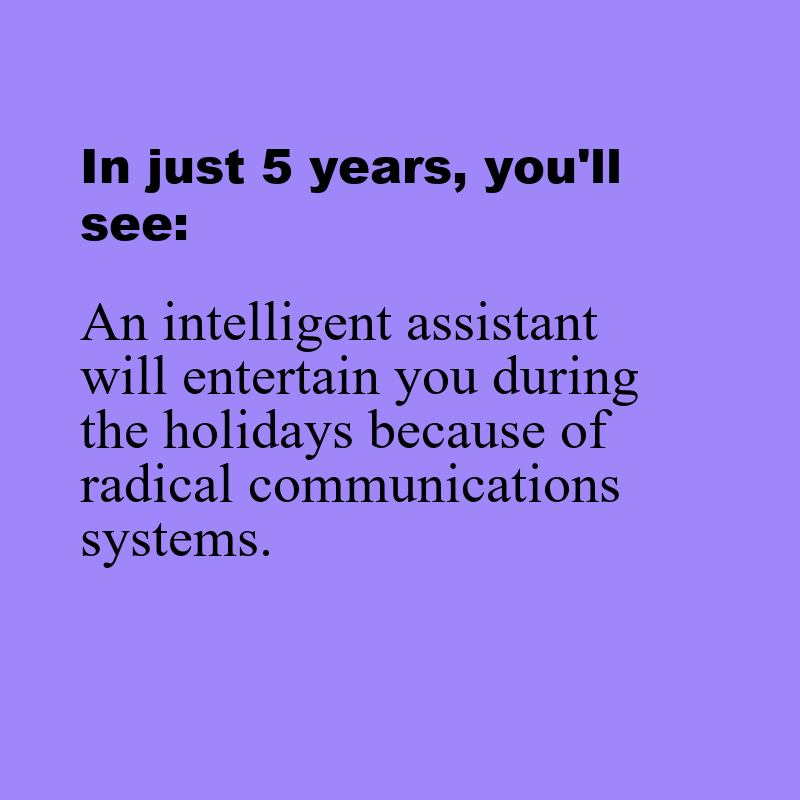 In just 5 years, you'll
see:
An intelligent assistant
will entertain you during
the holidays because of
radical communications
systems.